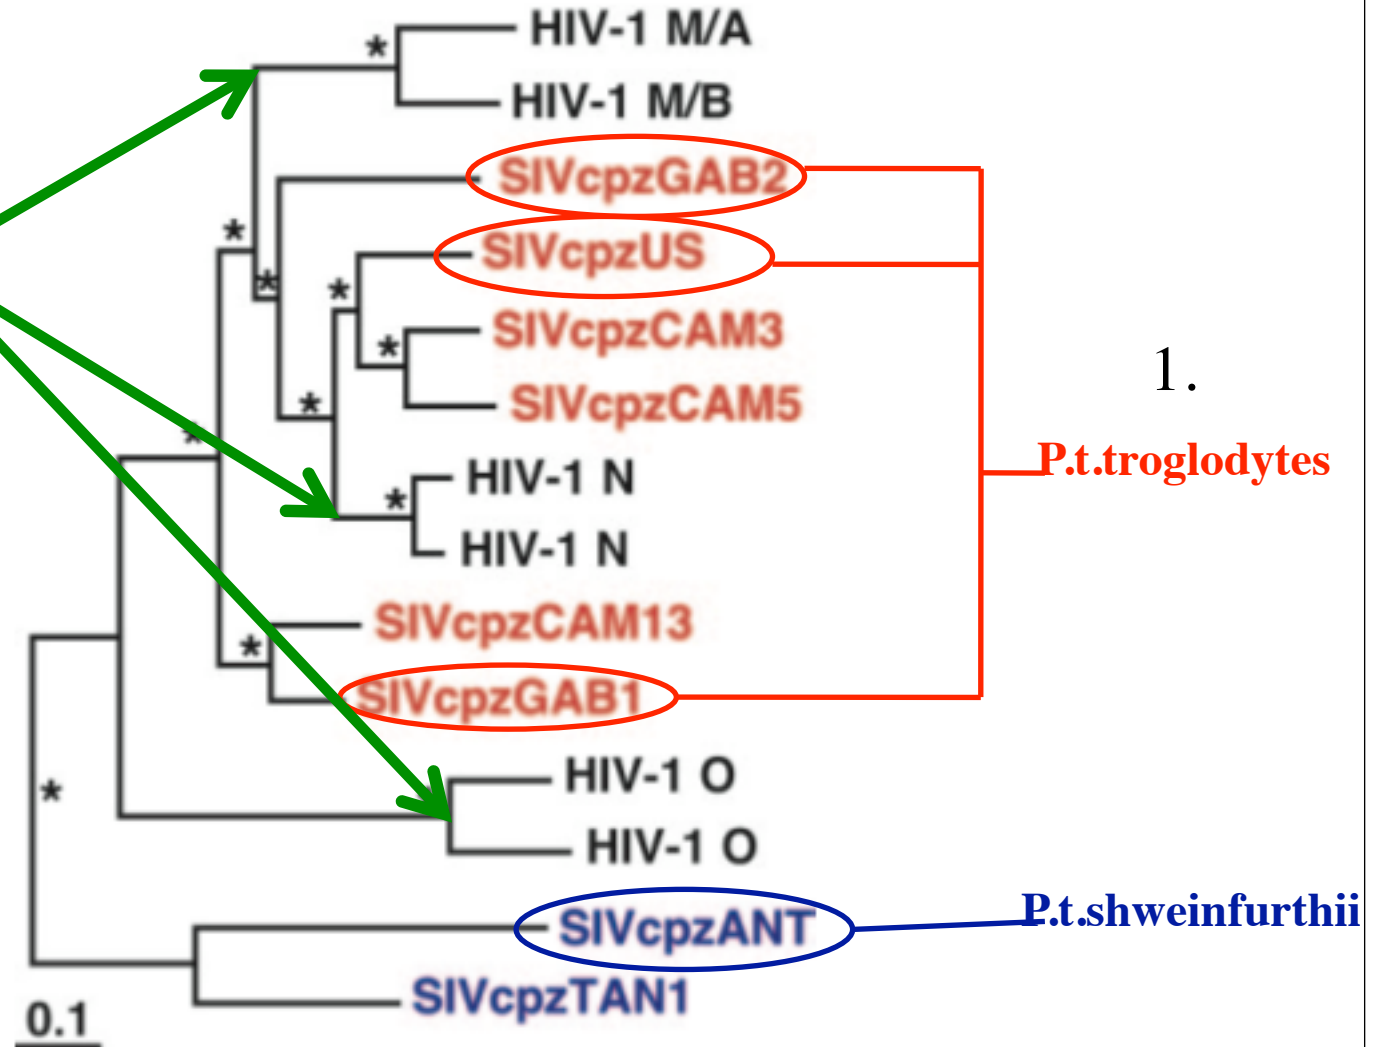 HIV-1 M/A
*
HIV-1 M/B
SIVcpzGAB2
*
SIVcpzUS
*
*
SIVcpzCAM3
*
1.
SIVcpzCAM5
*
*
P.t.troglodytes
HIV-1 N
*
HIV-1 N
SIVcpzCAM13
*
SIVcpzGAB1
HIV-1 O
*
HIV-1 O
P.t.shweinfurthii
SIVcpzANT
SIVcpzTAN1
0.1